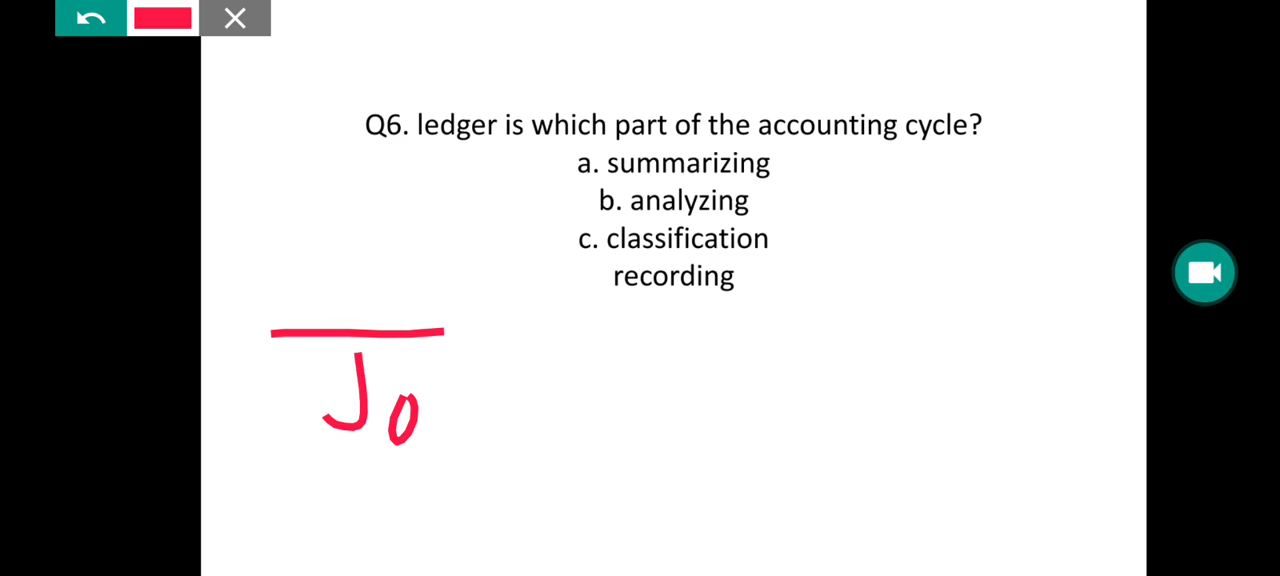 Q6. ledger is which part of the accounting cycle?
a. summarizing
b. analyzing
c. classification
recording
Jo